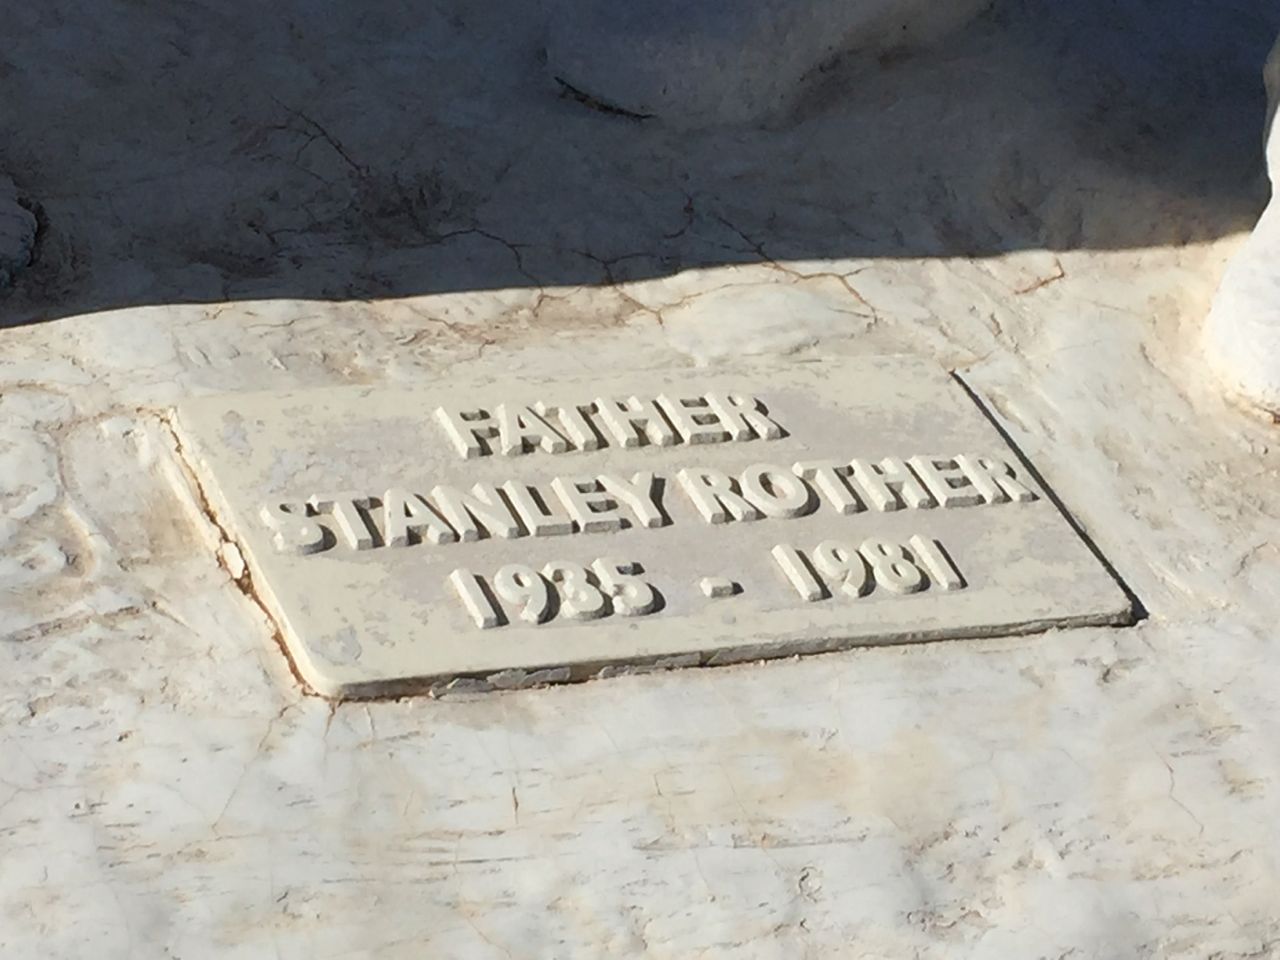 FATHER
STANLEY ROTHER
1935 - 1981